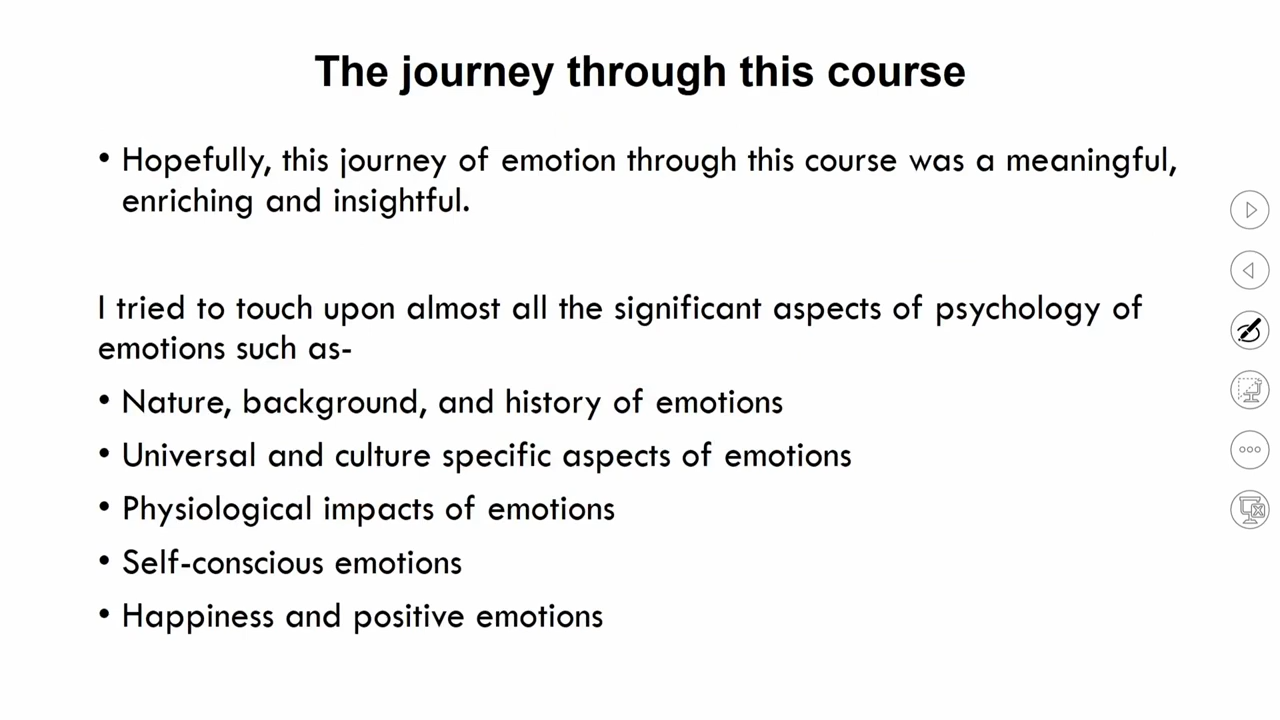 The journey through this course
• Hopefully, this journey of emotion through this course was a meaningful,
enriching and insightful.
I tried to touch upon almost all the significant aspects of psychology of
emotions such as-
• Nature, background, and history of emotions
• Universal and culture specific aspects of emotions
• Physiological impacts of emotions
• Self-conscious emotions
• Happiness and positive emotions